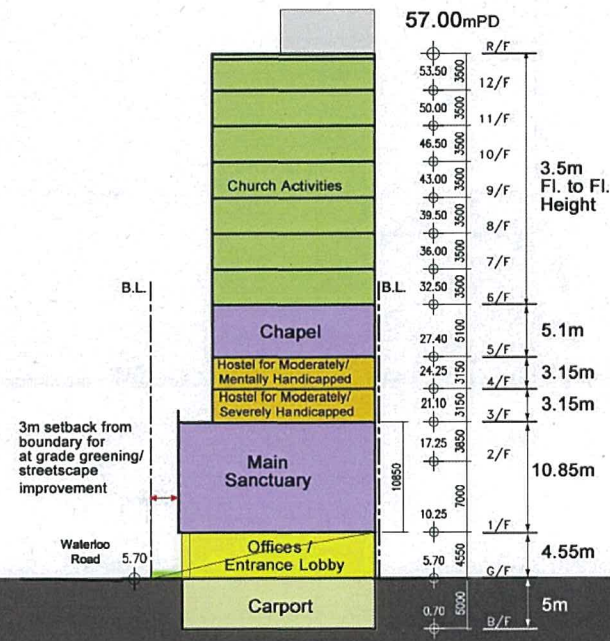 57.00mPD
R/F
53.50
3500
12/F
50.00
3500
11/F
46.50
3500
10/F
43.00
3500
9/F
39.50
3500
8/F
36.00
3500
7/F
32.50
3500
6/F
3.5m
Fl. to Fl.
Height
Church Activities
B.L.
B.L.
Chapel
27.40
5100
5/F
5.1m
Hostel for Moderately/
Mentally Handicapped
24.25
3150
4/F
3.15m
Hostel for Moderately/
Severely Handicapped
21.10
3150
3/F
3.15m
3m setback from
boundary for
at grade greening/
streetscape
improvement
Main
Sanctuary
10850
17.25
3850
2/F
10.85m
10.25
7000
1/F
Waterloo
Road
5.70
Offices /
Entrance Lobby
5.70
4550
G/F
4.55m
Carport
0.70
5000
B/F
5m